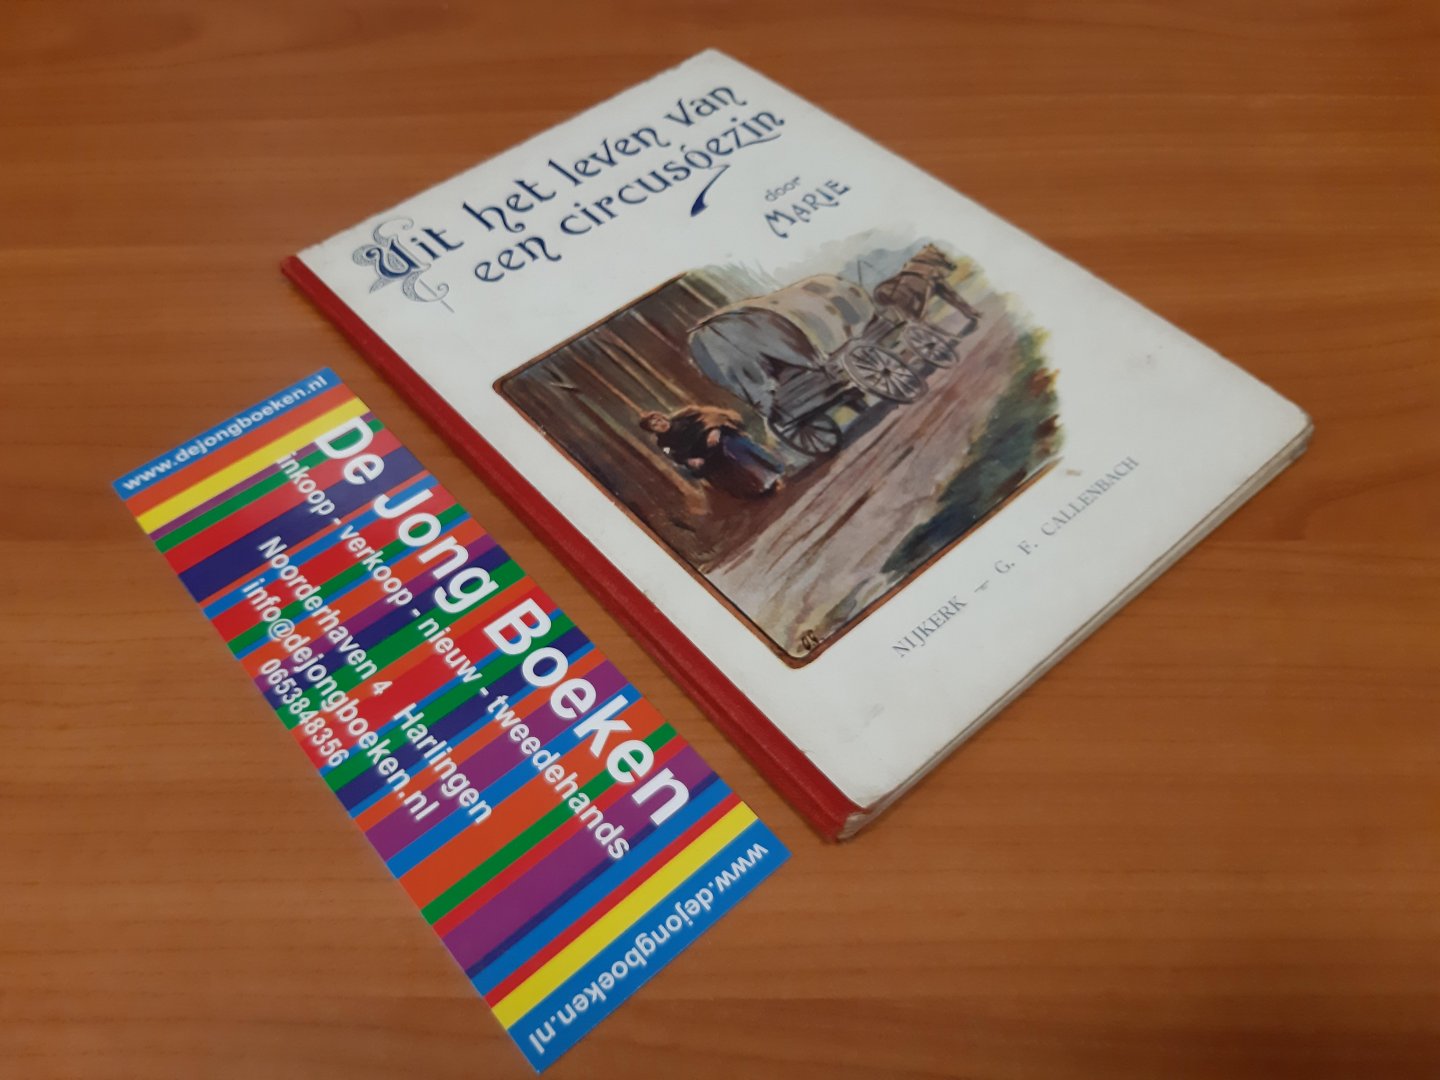 Uit het leven van
een circusgezin
door
MARIE
NIJKERK - G. F. CALLENBACH
www.dejongboeken.nl
De Jong Boeken
inkoop - verkoop - nieuw - tweedehands
Noorderhaven 4 Harlingen
info@dejongboeken.nl
0653848356
www.dejongboeken.nl